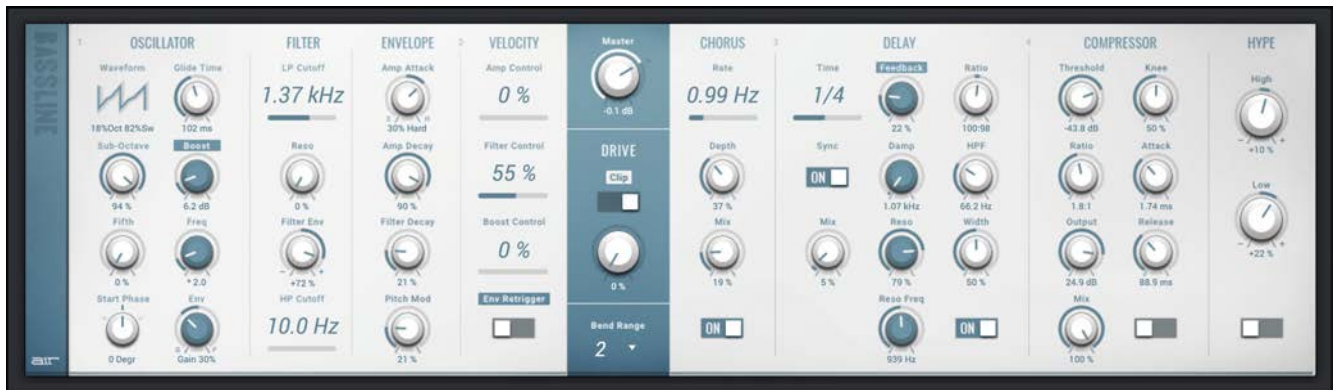 BASSLINE
air
1 OSCILLATOR
Waveform
18%Oct 82%Sw
Glide Time
102 ms
Sub-Octave
94 %
Boost
6.2 dB
Fifth
0 %
Freq
* 2.0
Start Phase
0 Degr
Env
Gain 30%
FILTER
LP Cutoff
1.37 kHz
Reso
0 %
Filter Env
+72 %
HP Cutoff
10.0 Hz
ENVELOPE
Amp Attack
30% Hard
Amp Decay
90 %
Filter Decay
21 %
Pitch Mod
21 %
2 VELOCITY
Amp Control
0 %
Filter Control
55 %
Boost Control
0 %
Env Retrigger
Master
-0.1 dB
DRIVE
Clip
0 %
Bend Range
2
CHORUS
Rate
0.99 Hz
Depth
37 %
Mix
19 %
ON
3 DELAY
Time
1/4
Feedback
22 %
Ratio
100:98
Sync
ON
Damp
1.07 kHz
HPF
66.2 Hz
Mix
5 %
Reso
79 %
Width
50 %
Reso Freq
939 Hz
ON
4 COMPRESSOR
Threshold
-43.8 dB
Knee
50 %
Ratio
1.8:1
Attack
1.74 ms
Output
24.9 dB
Release
88.9 ms
Mix
100 %
HYPE
High
+10 %
Low
+22 %